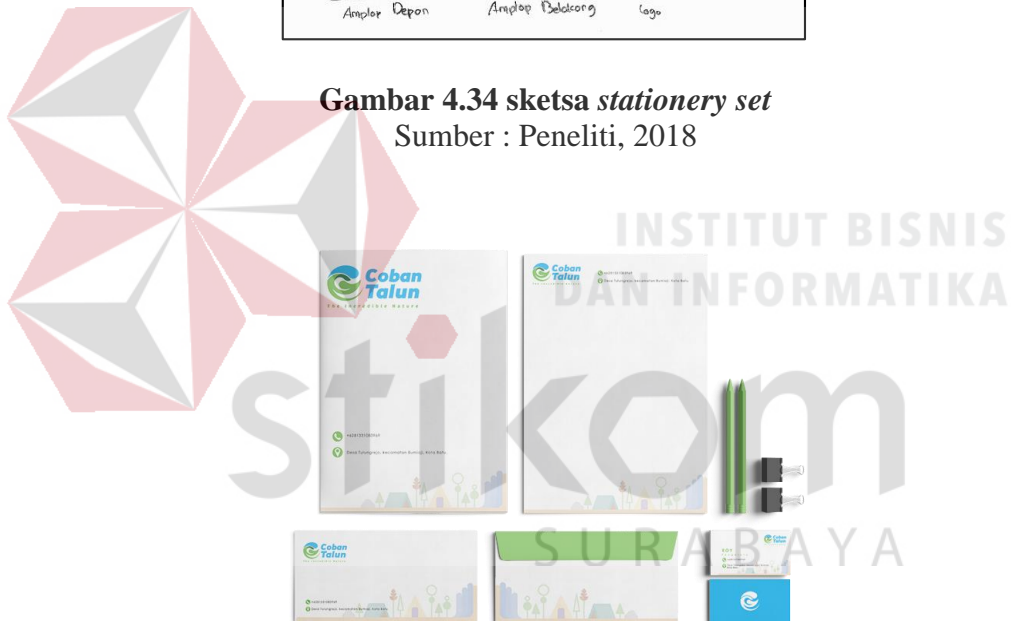 Amplop Depan Amplop Belakang Logo
Gambar 4.34 sketsa stationery set
Sumber : Peneliti, 2018
INSTITUT BISNIS
DAN INFORMATIKA
stikom
SURABAYA
Coban
Talun
The Incredible Nature
Coban
Talun
Coban
Talun
Coban
Talun